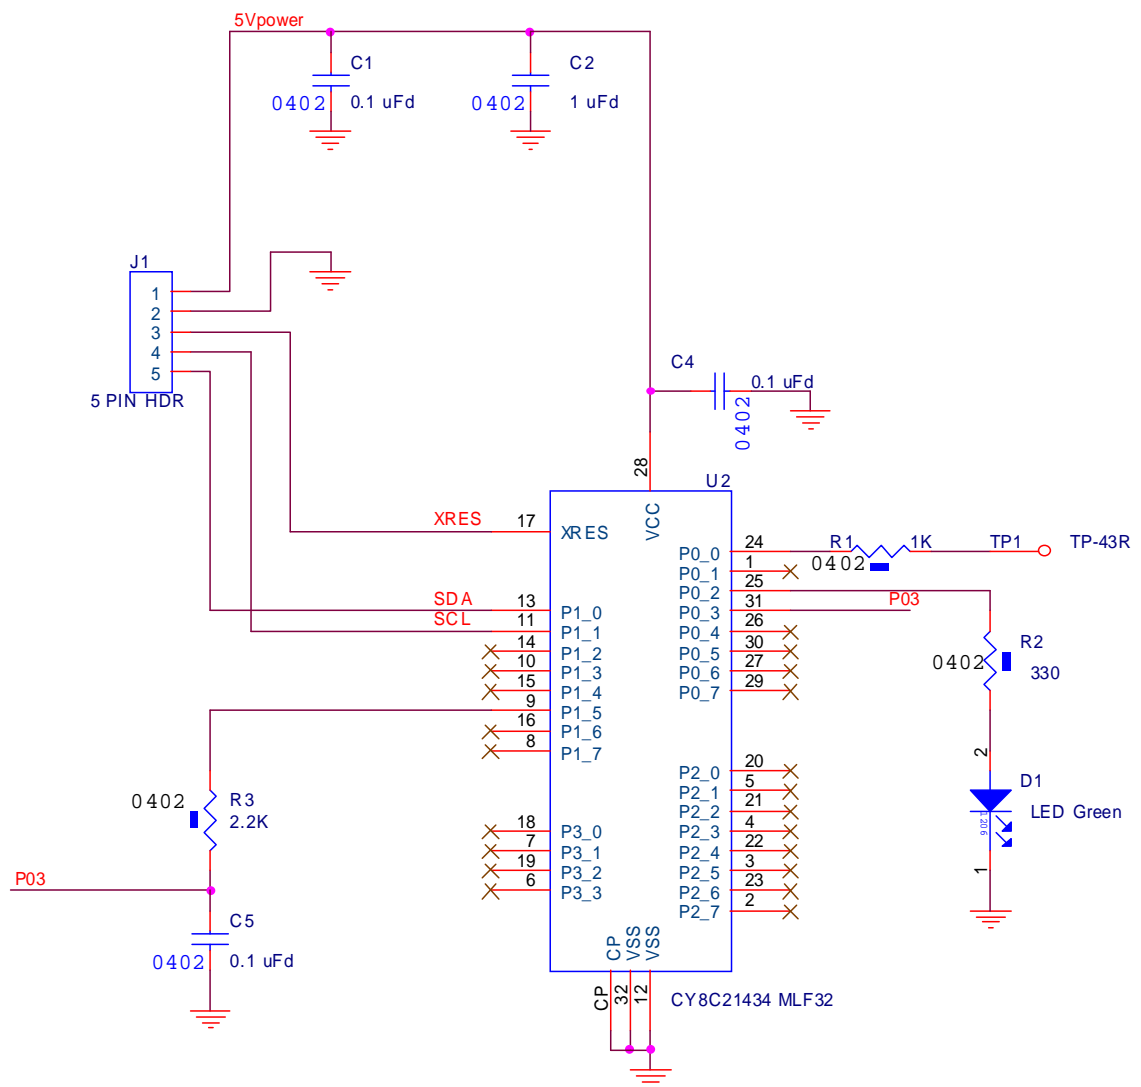 5Vpower
C1
0402
0.1 uFd
C2
0402
1 uFd
J1
1
2
3
4
5
5 PIN HDR
C4
0.1 uFd
0402
28
U2
VCC
XRES
17
XRES
SDA
13
P1_0
SCL
11
P1_1
14
P1_2
10
P1_3
15
P1_4
9
P1_5
16
P1_6
8
P1_7
18
P3_0
7
P3_1
19
P3_2
6
P3_3
P0_0
24
P0_1
1
P0_2
25
P0_3
31
P03
P0_4
26
P0_5
30
P0_6
27
P0_7
29
P2_0
20
P2_1
5
P2_2
21
P2_3
4
P2_4
22
P2_5
3
P2_6
23
P2_7
2
R1
1K
0402
TP1
TP-43R
R2
0402
330
2
D1
LED Green
1206
1
0402
R3
2.2K
P03
C5
0402
0.1 uFd
CP
VSS
VSS
CP
32
12
CY8C21434 MLF32